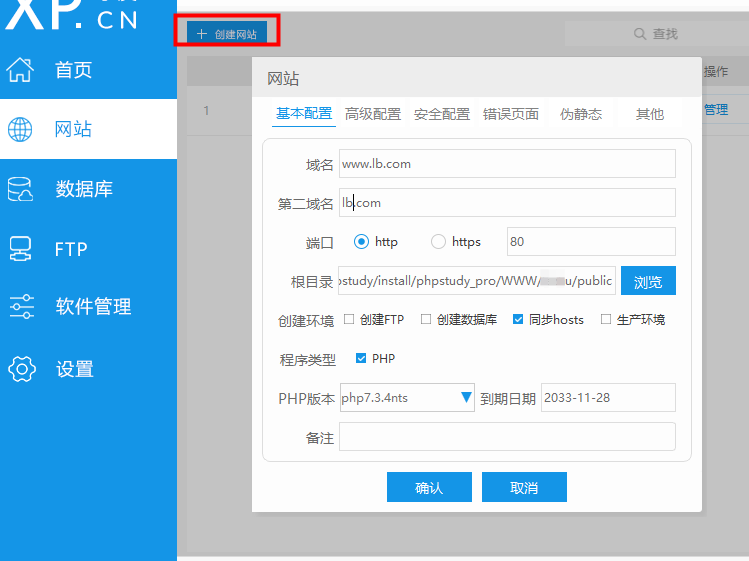 XP.
CN
创建网站
查找
首页
网站
数据库
FTP
软件管理
设置
操作
1
管理
网站
基本配置 高级配置 安全配置 错误页面 伪静态 其他
域名 www.lb.com
第二域名 lb.com
端口 http https 80
根目录 ostudy/install/phpstudy_pro/WWW/ u/public 浏览
创建环境 创建FTP 创建数据库 同步hosts 生产环境
程序类型 PHP
PHP版本 php7.3.4nts 到期日期 2033-11-28
备注
确认 取消